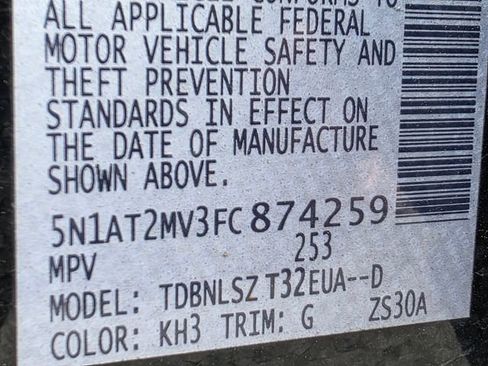 ALL APPLICABLE FEDERAL
MOTOR VEHICLE SAFETY AND
THEFT PREVENTION
STANDARDS IN EFFECT ON
THE DATE OF MANUFACTURE
SHOWN ABOVE.
5N1AT2MV3FC874259
MPV 253
MODEL: TDBNLSZ T32EUA--D
COLOR: KH3 TRIM: G ZS30A